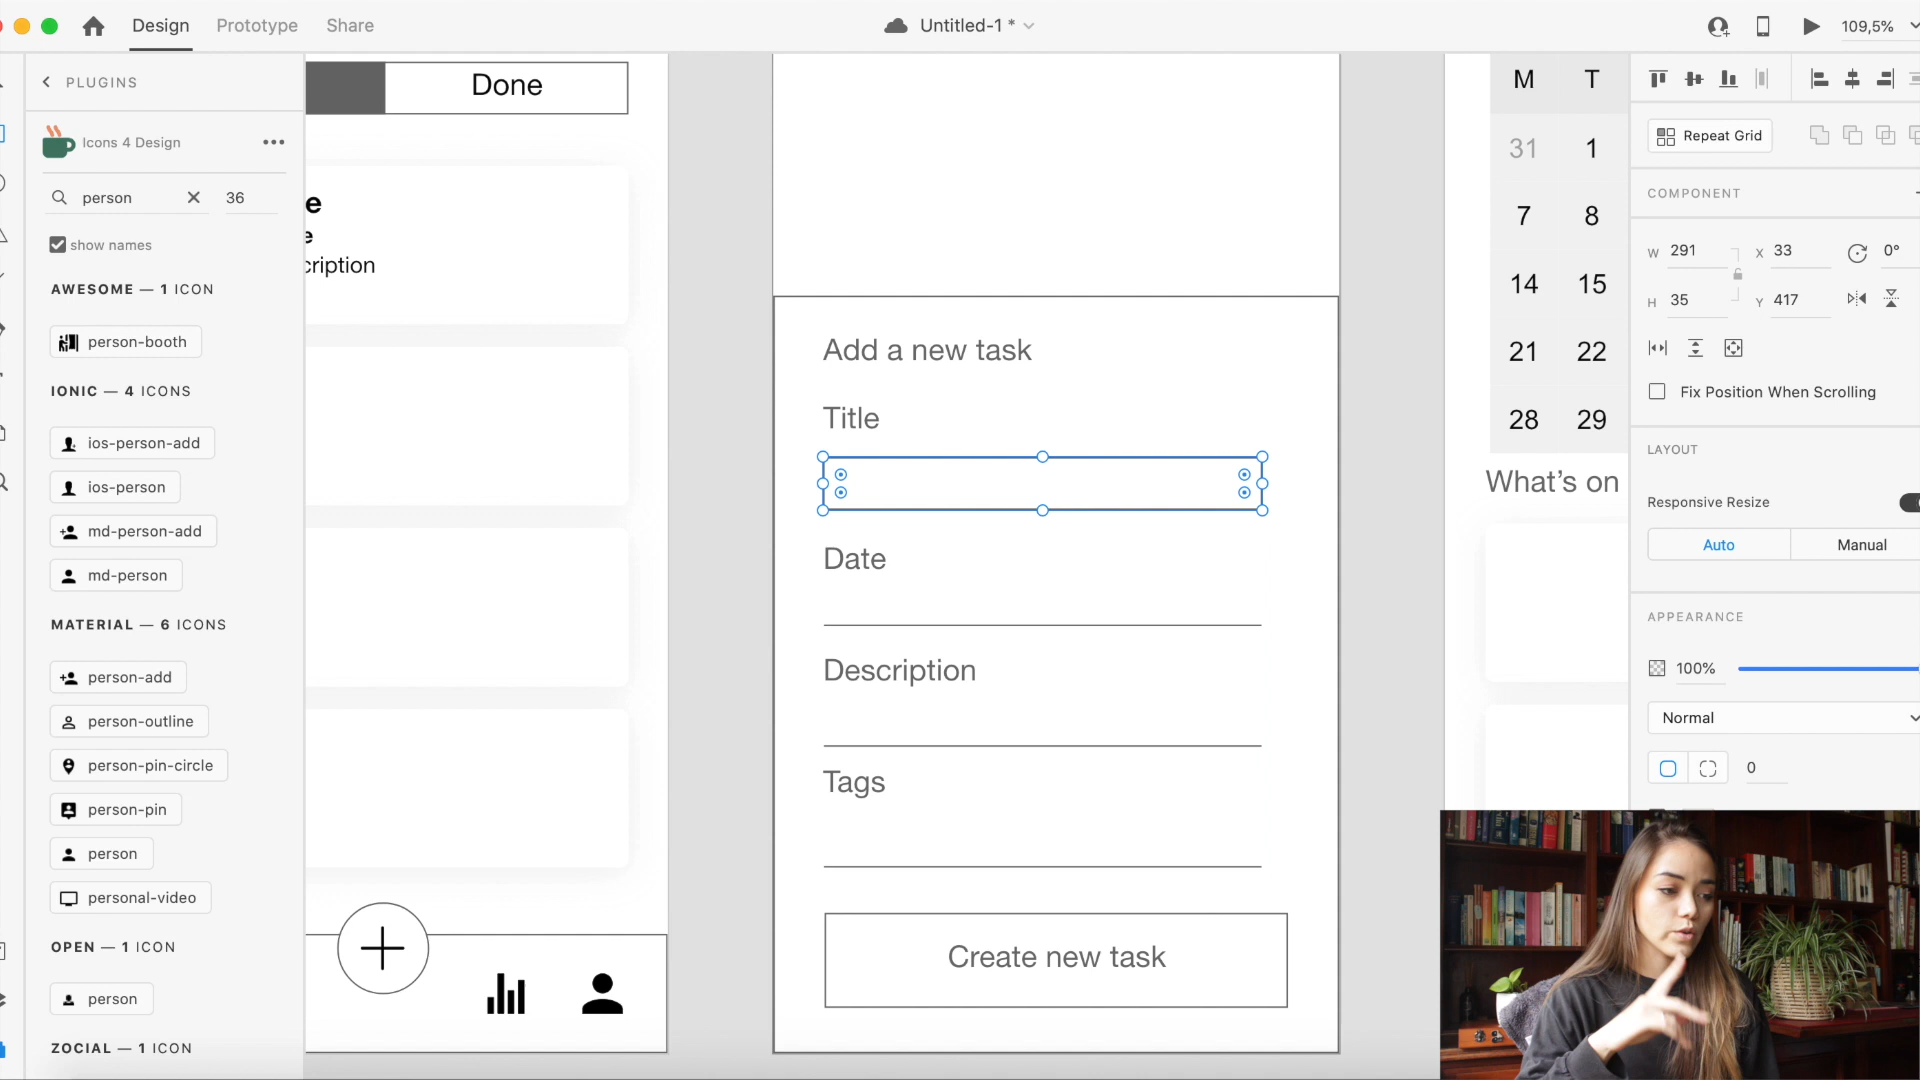 Design Prototype Share
Untitled-1 *
109,5%
PLUGINS
Icons 4 Design
person 36
show names
AWESOME — 1 ICON
person-booth
IONIC — 4 ICONS
ios-person-add
ios-person
md-person-add
md-person
MATERIAL — 6 ICONS
person-add
person-outline
person-pin-circle
person-pin
person
personal-video
OPEN — 1 ICON
person
ZOCIAL — 1 ICON
Done
e
e
cription
Add a new task
Title
Date
Description
Tags
Create new task
M T
31 1
7 8
14 15
21 22
28 29
What's on
Repeat Grid
COMPONENT
W 291 X 33 0°
H 35 Y 417
Fix Position When Scrolling
LAYOUT
Responsive Resize
Auto Manual
APPEARANCE
100%
Normal
0